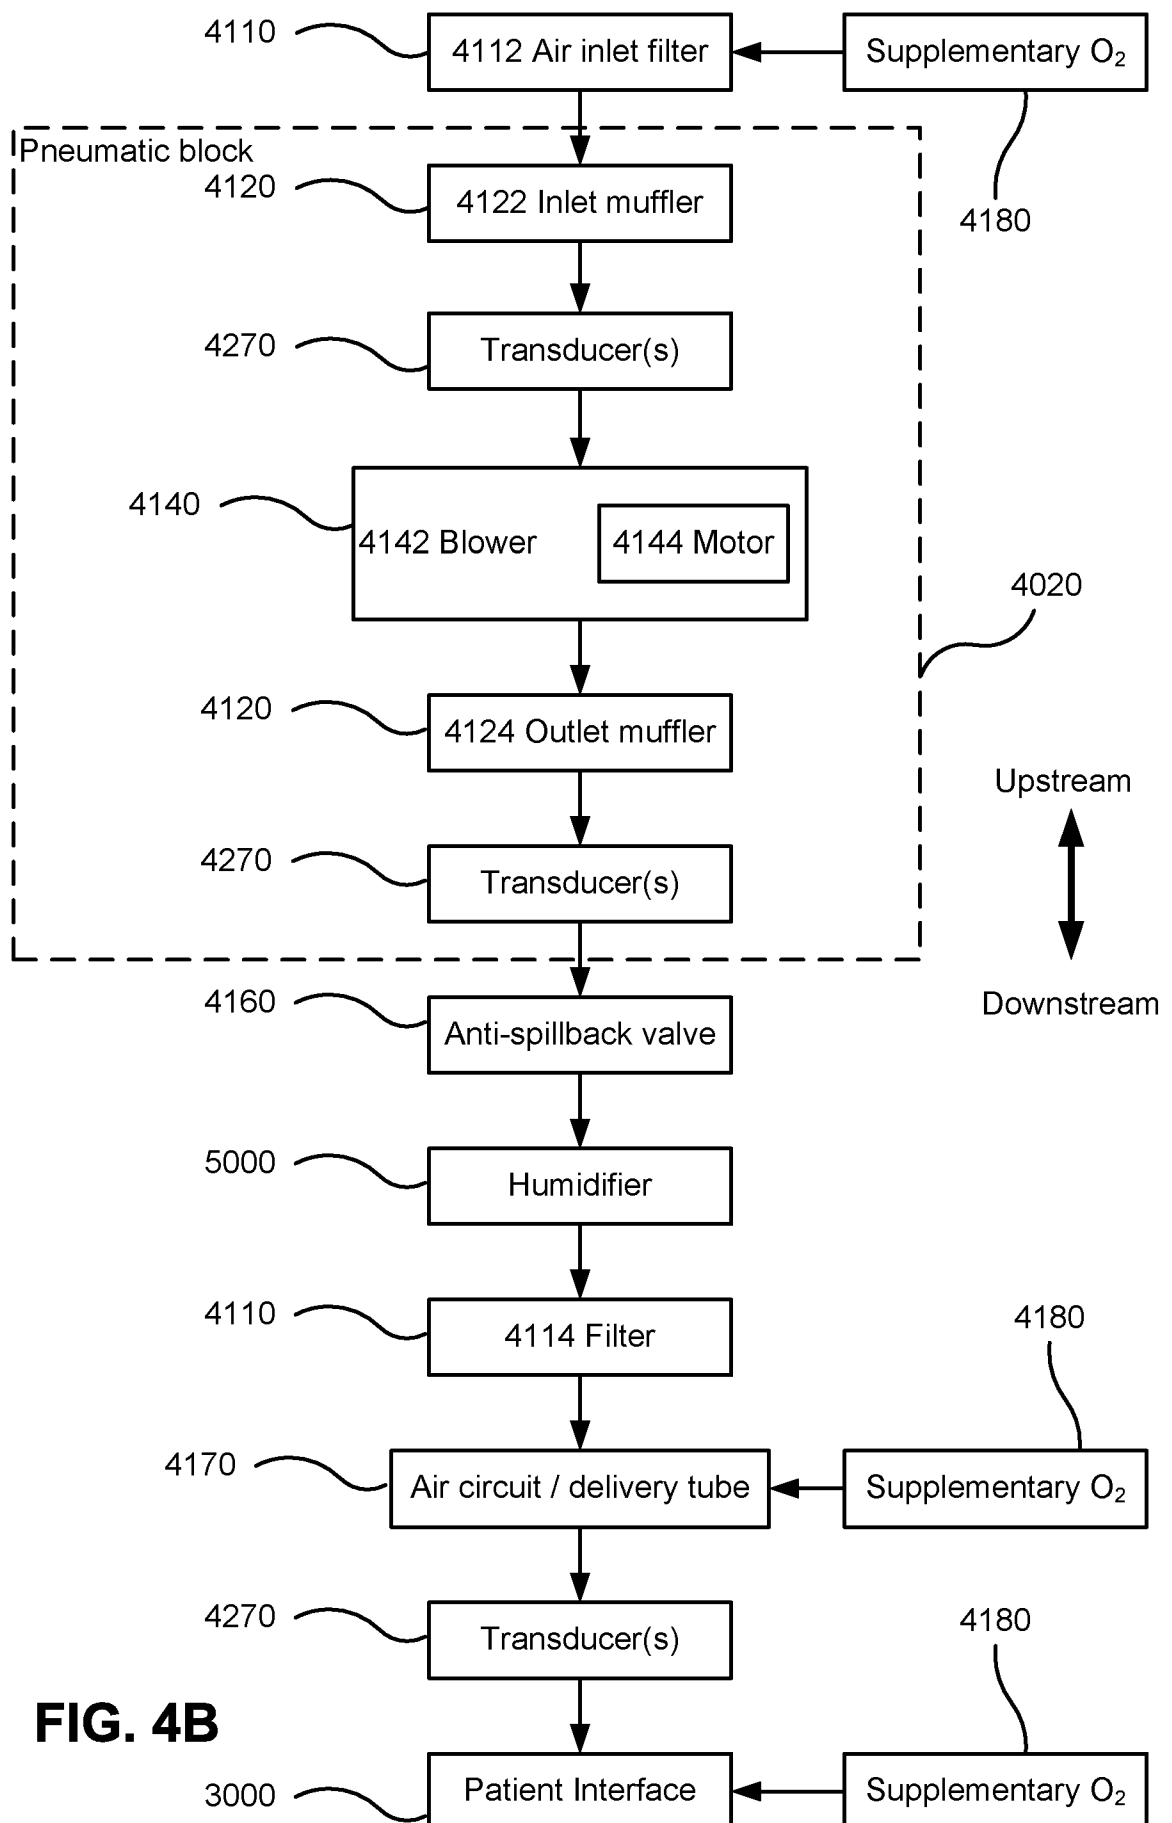 4110
4112 Air inlet filter
Supplementary O₂
Pneumatic block
4120
4122 Inlet muffler
4180
4270
Transducer(s)
4140
4142 Blower
4144 Motor
4020
4120
4124 Outlet muffler
Upstream
4270
Transducer(s)
4160
Anti-spillback valve
Downstream
5000
Humidifier
4110
4114 Filter
4180
4170
Air circuit / delivery tube
Supplementary O₂
4270
Transducer(s)
4180
FIG. 4B
3000
Patient Interface
Supplementary O₂